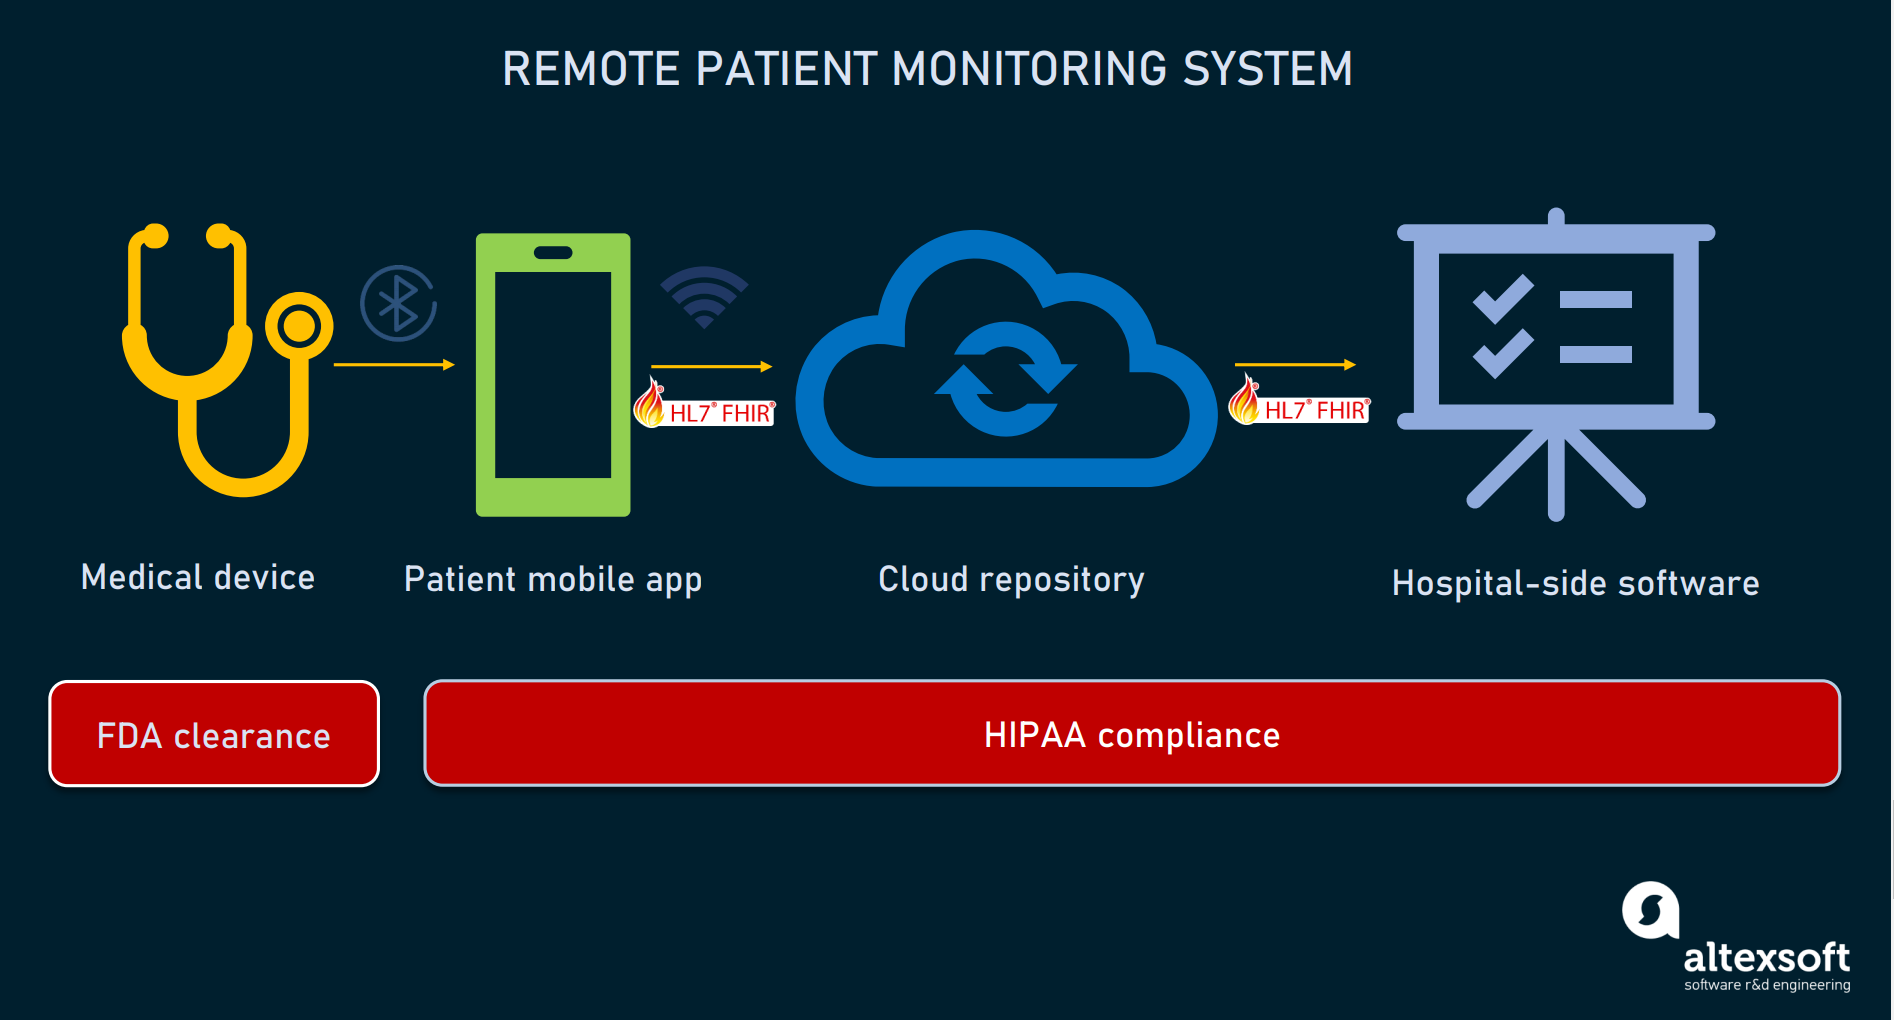 REMOTE PATIENT MONITORING SYSTEM
HL7® FHIR®
HL7® FHIR®
Medical device
Patient mobile app
Cloud repository
Hospital-side software
FDA clearance
HIPAA compliance
altexsoft
software r&d engineering